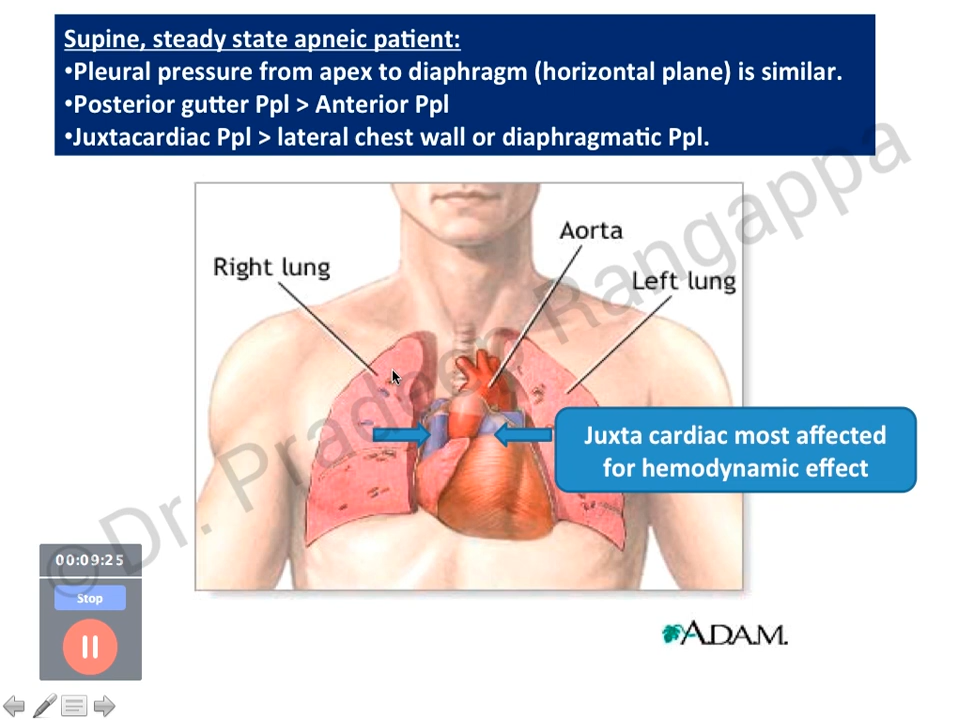 Supine, steady state apneic patient:
•Pleural pressure from apex to diaphragm (horizontal plane) is similar.
•Posterior gutter Ppl > Anterior Ppl
•Juxtacardiac Ppl > lateral chest wall or diaphragmatic Ppl.
Aorta
Right lung
Left lung
Juxta cardiac most affected
for hemodynamic effect
© Dr. Pradeep Rangappa
00:09:25
Stop
A.D.A.M.